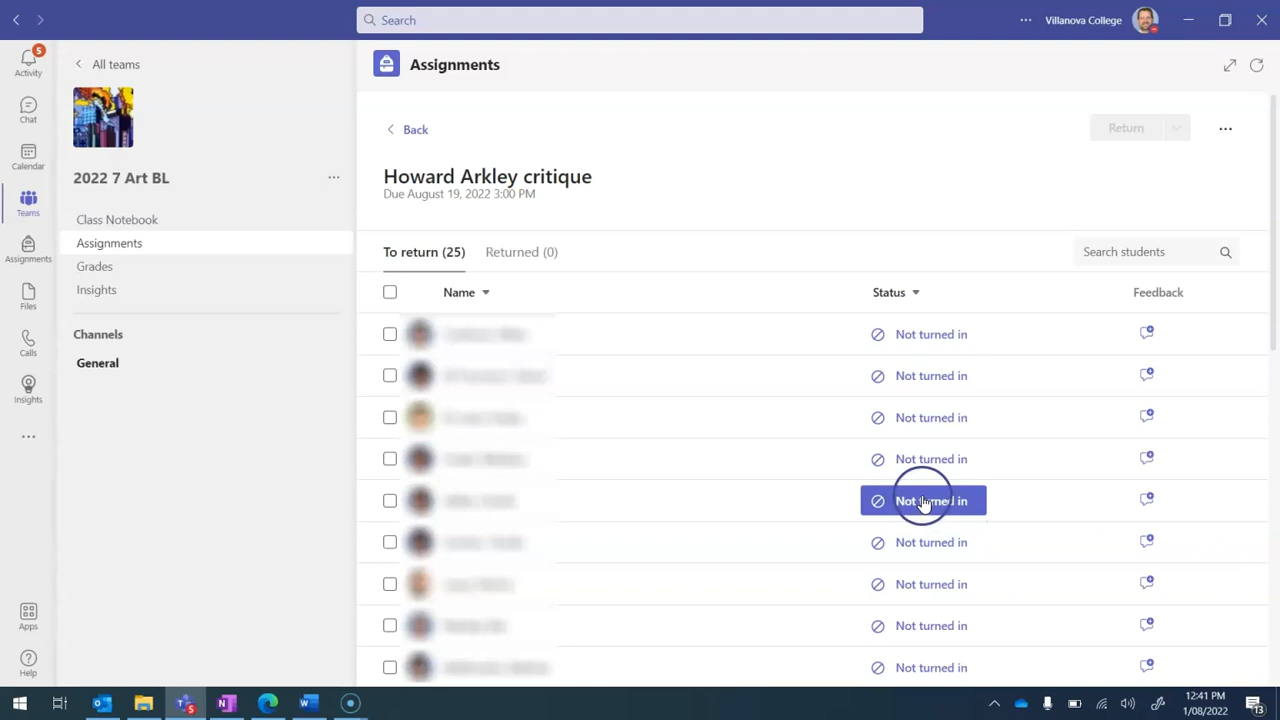 Search
Villanova College
5
Activity
Chat
Calendar
Teams
Assignments
Files
Calls
Insights
Apps
Help
All teams
2022 7 Art BL
Class Notebook
Assignments
Grades
Insights
Channels
General
Assignments
Back
Return
Howard Arkley critique
Due August 19, 2022 3:00 PM
To return (25)
Returned (0)
Search students
Name
Status
Feedback
Not turned in
Not turned in
Not turned in
Not turned in
Not turned in
Not turned in
Not turned in
Not turned in
Not turned in
5
12:41 PM
1/08/2022
13